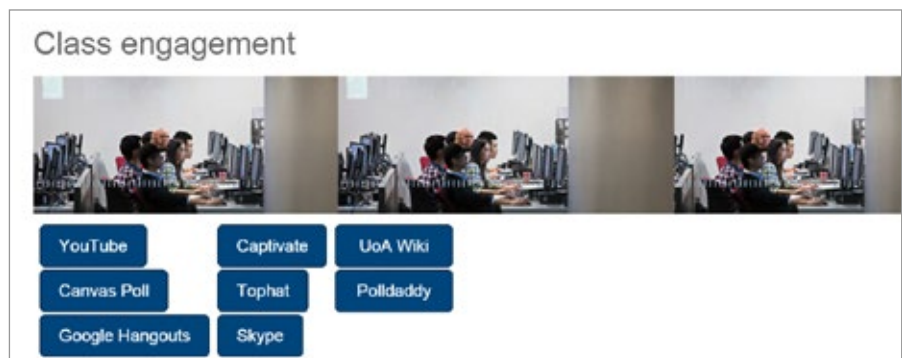 Class engagement
YouTube Captivate UoA Wiki
Canvas Poll Tophat Polldaddy
Google Hangouts Skype